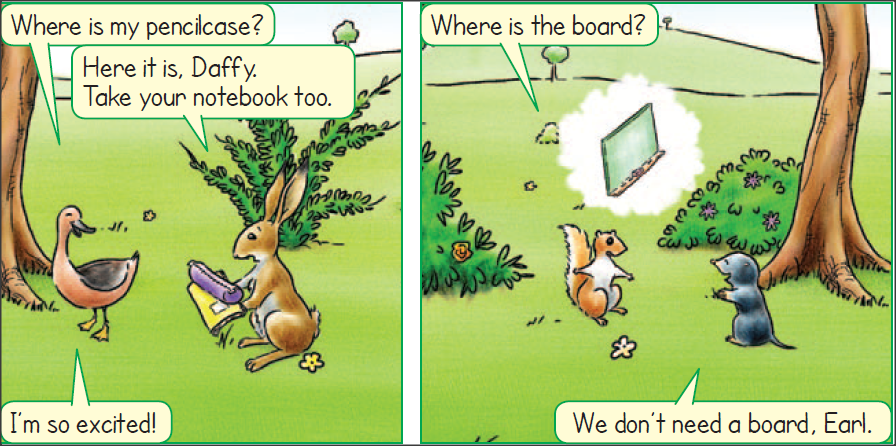 Where is my pencilcase?
Here it is, Daffy.
Take your notebook too.
I'm so excited!
Where is the board?
We don't need a board, Earl.